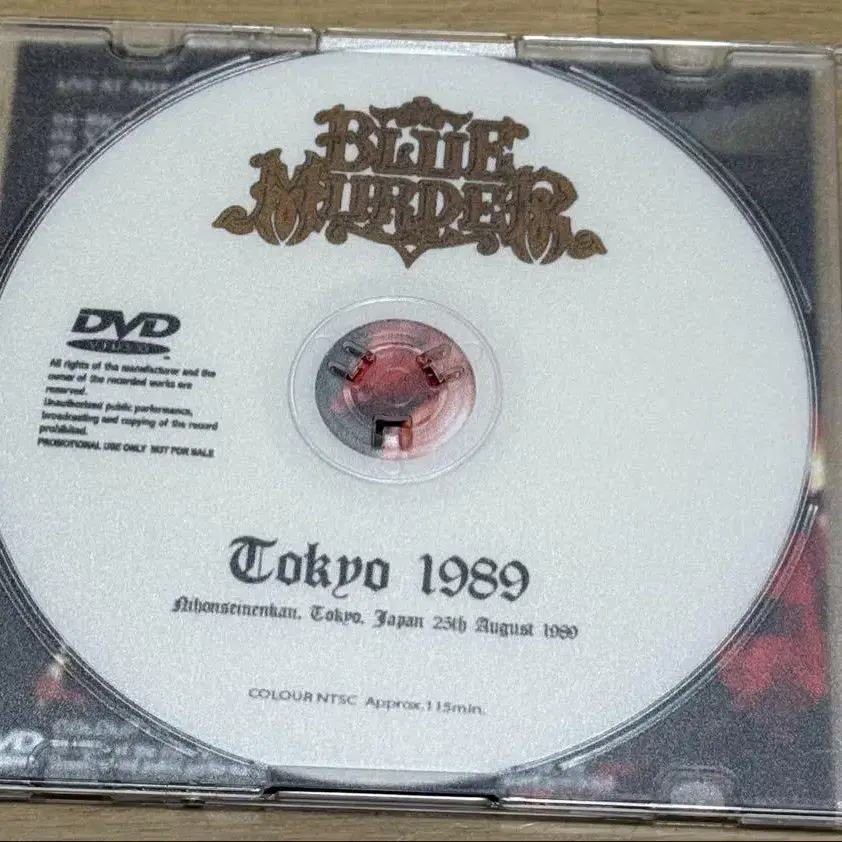 BLUE
MURDER
DVD
VIDEO
All rights of the manufacturer and the
owner of the recorded works are
reserved.
Unauthorized public performance,
broadcasting and copying of the record
prohibited.
PROMOTIONAL USE ONLY NOT FOR SALE
Tokyo 1989
Nihonseinenkan, Tokyo, Japan 25th August 1989
COLOUR NTSC Approx.115min.
LIVE AT